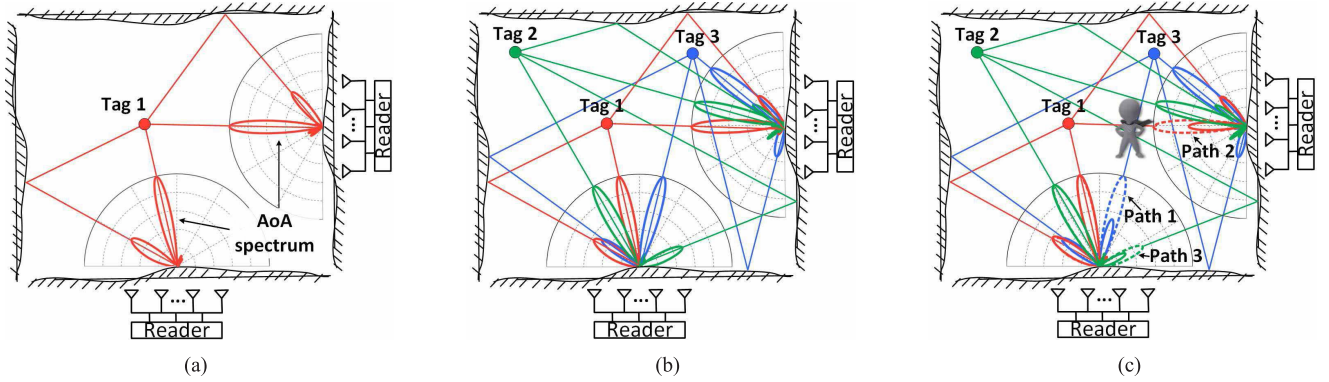 Tag 1
AoA
spectrum
...
Reader
...
Reader
(a)
Tag 2
Tag 3
Tag 1
...
Reader
...
Reader
(b)
Tag 2
Tag 3
Tag 1
Path 2
Path 1
Path 3
...
Reader
...
Reader
(c)